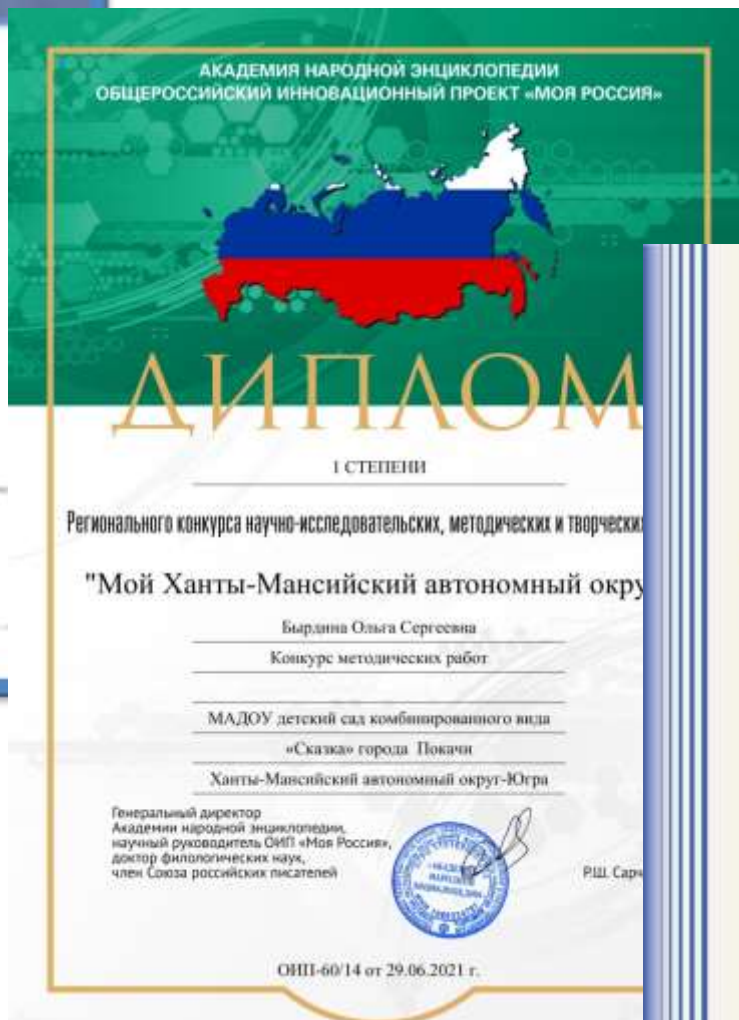 АКАДЕМИЯ НАРОДНОЙ ЭНЦИКЛОПЕДИИ
ОБЩЕРОССИЙСКИЙ ИННОВАЦИОННЫЙ ПРОЕКТ «МОЯ РОССИЯ»
ДИПЛОМ
I СТЕПЕНИ
Регионального конкурса научно-исследовательских, методических и творческих
"Мой Ханты-Мансийский автономный окру
Бырдина Ольга Сергеевна
Конкурс методических работ
МАДОУ детский сад комбинированного вида
«Сказка» города Покачи
Ханты-Мансийский автономный округ-Югра
Генеральный директор
Академии народной энциклопедии,
научный руководитель ОИП «Моя Россия»,
доктор филологических наук,
член Союза российских писателей
Р.Ш. Сарч
ОИП-60/14 от 29.06.2021 г.